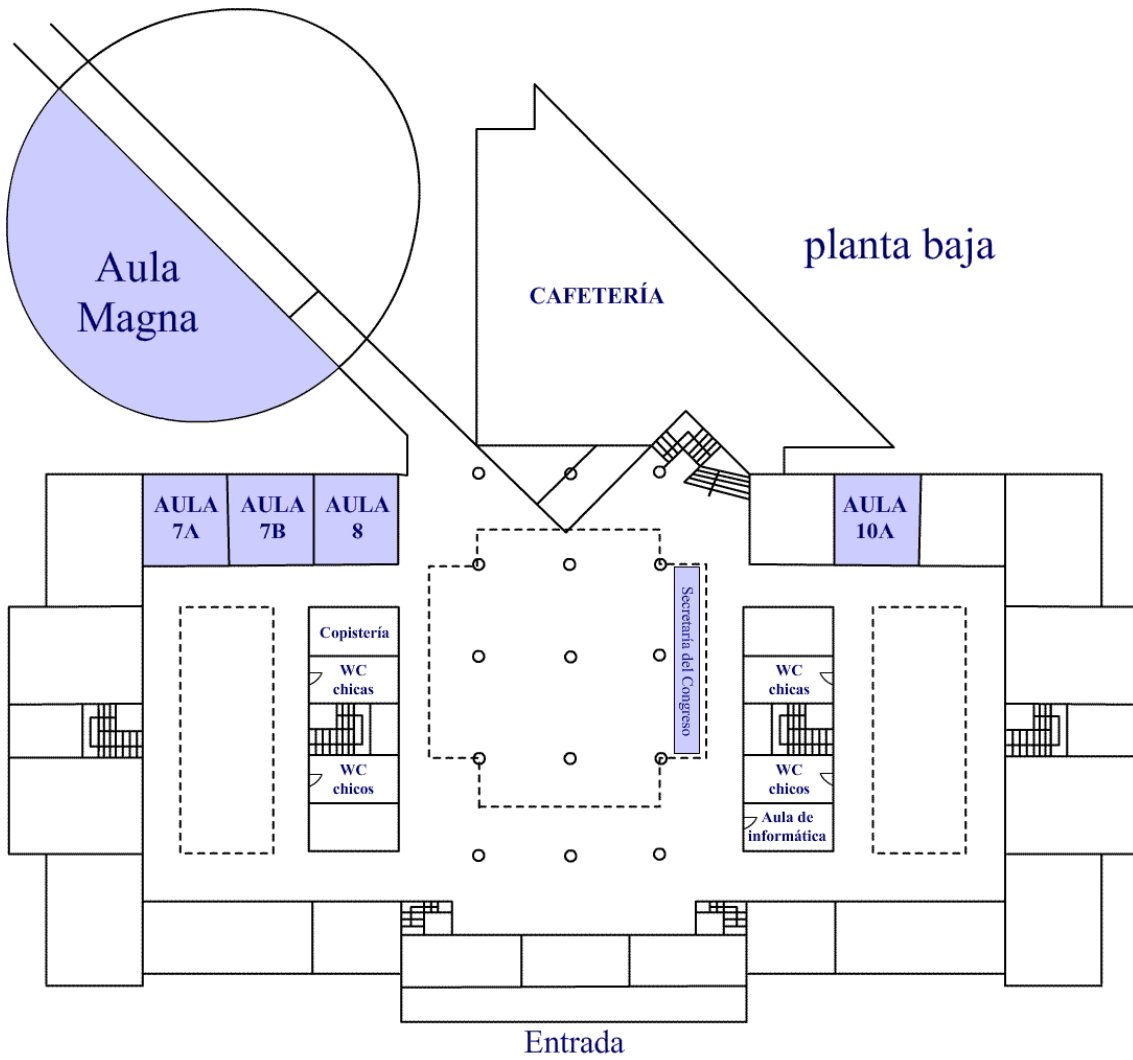 planta baja
Aula
Magna
CAFETERÍA
AULA
7A
AULA
7B
AULA
8
AULA
10A
Secretaría del Congreso
Copistería
WC
chicas
WC
chicas
WC
chicos
WC
chicos
Aula de
informática
Entrada